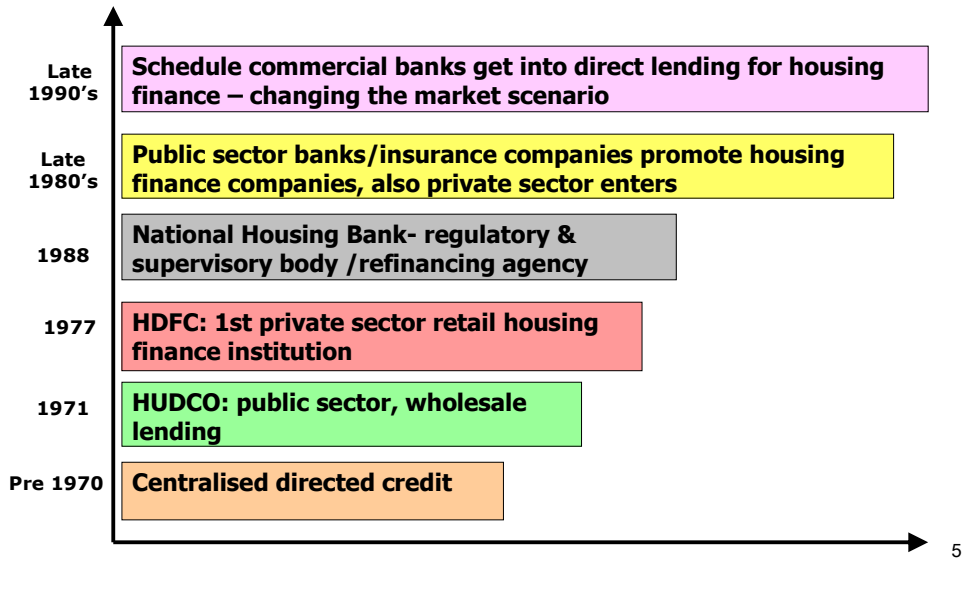 Late
1990's
Schedule commercial banks get into direct lending for housing
finance – changing the market scenario
Late
1980's
Public sector banks/insurance companies promote housing
finance companies, also private sector enters
1988
National Housing Bank- regulatory &
supervisory body /refinancing agency
1977
HDFC: 1st private sector retail housing
finance institution
1971
HUDCO: public sector, wholesale
lending
Pre 1970
Centralised directed credit
5